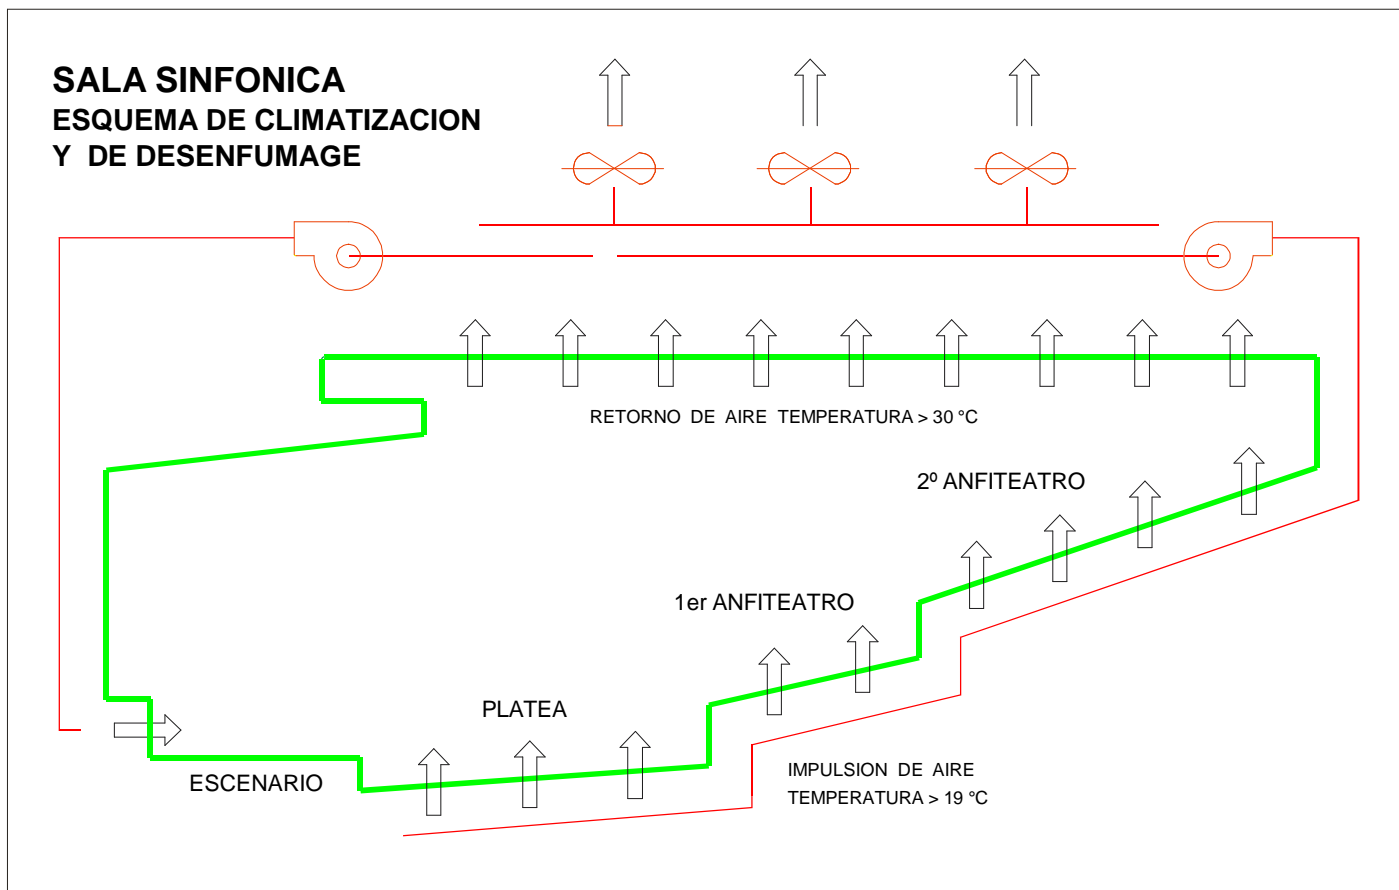 SALA SINFONICA
ESQUEMA DE CLIMATIZACION
Y DE DESENFUMAGE
RETORNO DE AIRE TEMPERATURA > 30 °C
2º ANFITEATRO
1er ANFITEATRO
PLATEA
ESCENARIO
IMPULSION DE AIRE
TEMPERATURA > 19 °C